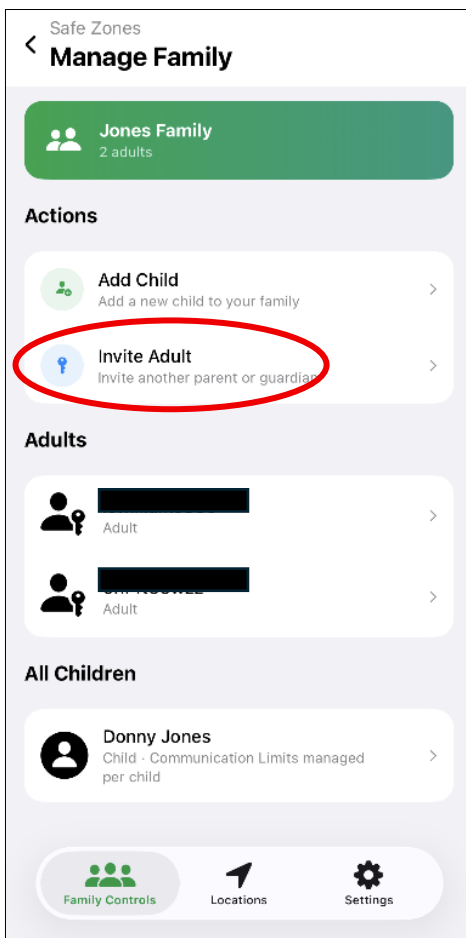 Safe Zones
Manage Family
Jones Family
2 adults
Actions
Add Child
Add a new child to your family
Invite Adult
Invite another parent or guardian
Adults
Adult
Adult
All Children
Donny Jones
Child · Communication Limits managed
per child
Family Controls
Locations
Settings